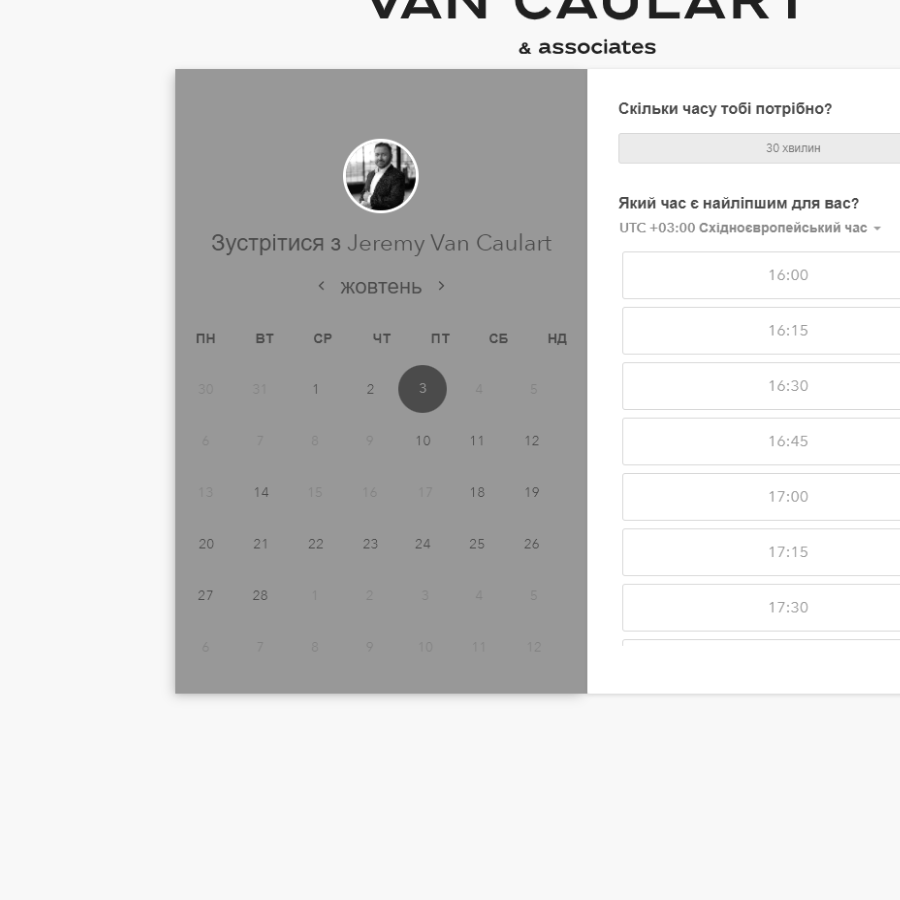 VAN CAULART
& associates
Зустрітися з Jeremy Van Caulart
жовтень
ПН ВТ СР ЧТ ПТ СБ НД
30 31 1 2 3 4 5
6 7 8 9 10 11 12
13 14 15 16 17 18 19
20 21 22 23 24 25 26
27 28 1 2 3 4 5
6 7 8 9 10 11 12
Скільки часу тобі потрібно?
30 хвилин
Який час є найліпшим для вас?
UTC +03:00 Східноєвропейський час
16:00
16:15
16:30
16:45
17:00
17:15
17:30